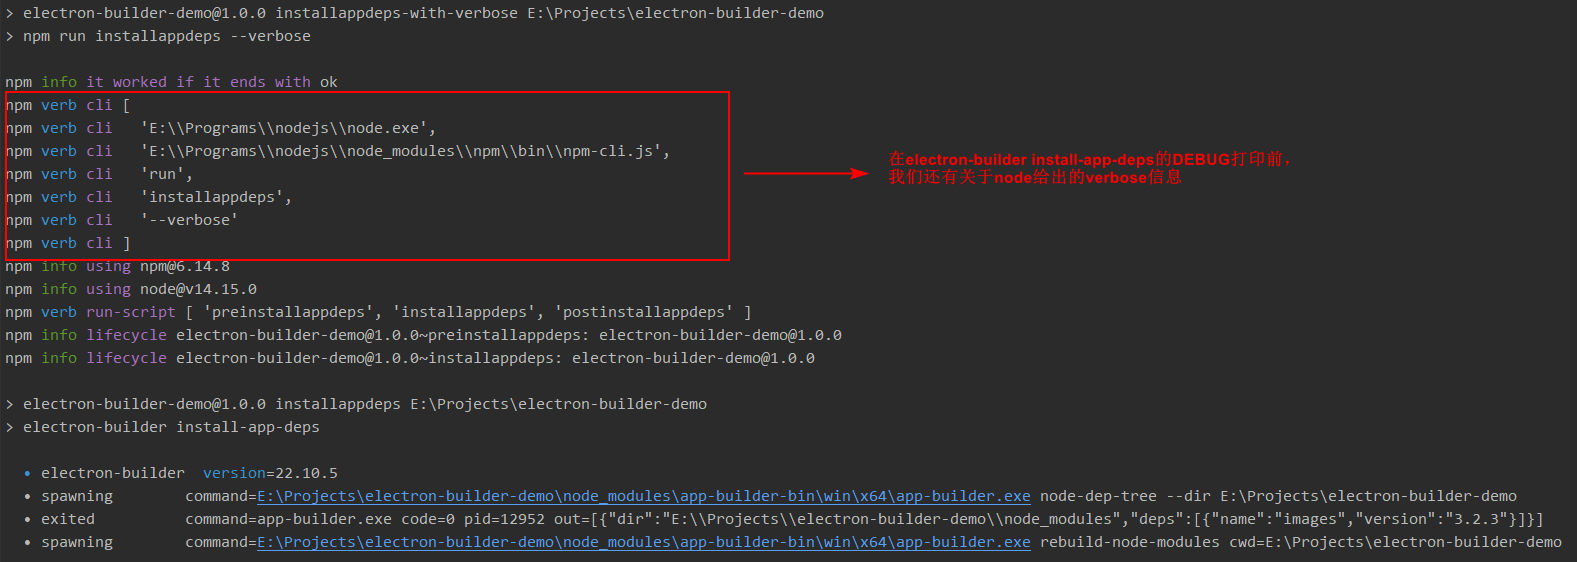 > electron-builder-demo@1.0.0 installappdeps-with-verbose E:\Projects\electron-builder-demo
> npm run installappdeps --verbose
npm info it worked if it ends with ok
npm verb cli [
npm verb cli   'E:\\Programs\\nodejs\\node.exe',
npm verb cli   'E:\\Programs\\nodejs\\node_modules\\npm\\bin\\npm-cli.js',
npm verb cli   'run',
npm verb cli   'installappdeps',
npm verb cli   '--verbose'
npm verb cli ]
在electron-builder install-app-deps的DEBUG打印前，
我们还有关于node给出的verbose信息
npm info using npm@6.14.8
npm info using node@v14.15.0
npm verb run-script [ 'preinstallappdeps', 'installappdeps', 'postinstallappdeps' ]
npm info lifecycle electron-builder-demo@1.0.0~preinstallappdeps: electron-builder-demo@1.0.0
npm info lifecycle electron-builder-demo@1.0.0~installappdeps: electron-builder-demo@1.0.0
> electron-builder-demo@1.0.0 installappdeps E:\Projects\electron-builder-demo
> electron-builder install-app-deps
• electron-builder  version=22.10.5
• spawning        command=E:\Projects\electron-builder-demo\node_modules\app-builder-bin\win\x64\app-builder.exe node-dep-tree --dir E:\Projects\electron-builder-demo
• exited          command=app-builder.exe code=0 pid=12952 out=[{"dir":"E:\\Projects\\electron-builder-demo\\node_modules","deps":[{"name":"images","version":"3.2.3"}]}]
• spawning        command=E:\Projects\electron-builder-demo\node_modules\app-builder-bin\win\x64\app-builder.exe rebuild-node-modules cwd=E:\Projects\electron-builder-demo